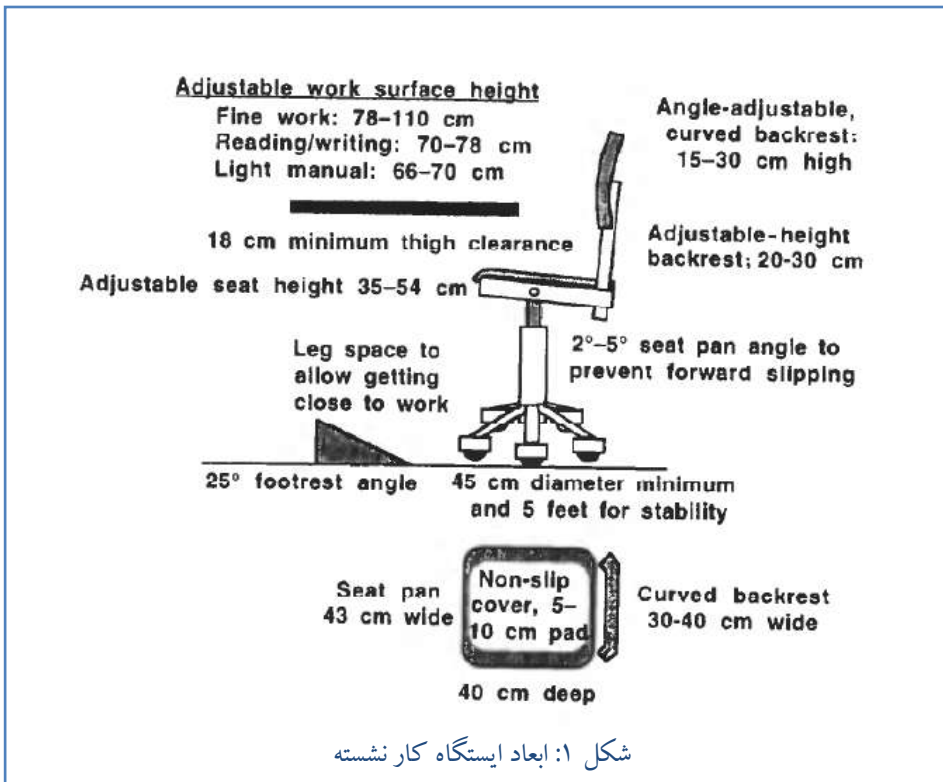 Adjustable work surface height
Fine work: 78–110 cm
Reading/writing: 70–78 cm
Light manual: 66–70 cm
Angle-adjustable,
curved backrest:
15–30 cm high
18 cm minimum thigh clearance
Adjustable-height
backrest; 20-30 cm
Adjustable seat height 35–54 cm
Leg space to
allow getting
close to work
2°–5° seat pan angle to
prevent forward slipping
25° footrest angle
45 cm diameter minimum
and 5 feet for stability
Seat pan
43 cm wide
Non-slip
cover, 5–
10 cm pad
Curved backrest
30-40 cm wide
40 cm deep
شکل ۱: ابعاد ایستگاه کار نشسته